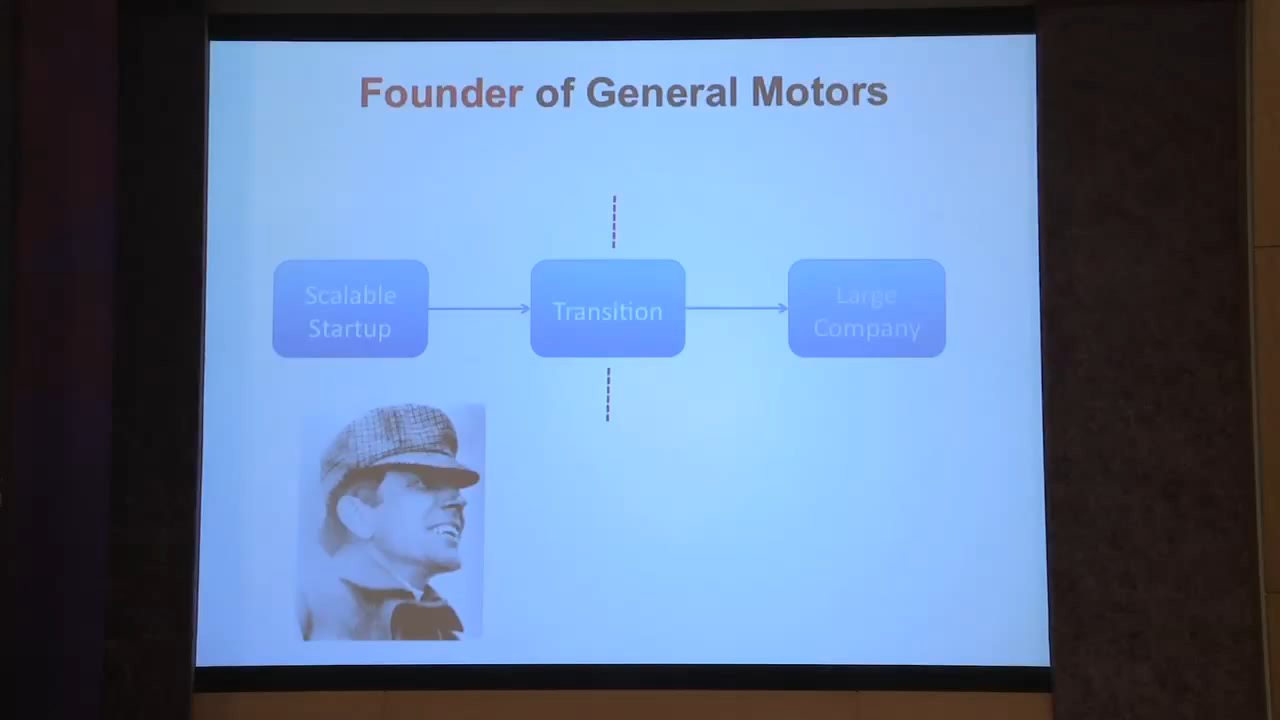 Founder of General Motors
Scalable
Startup
Transition
Large
Company